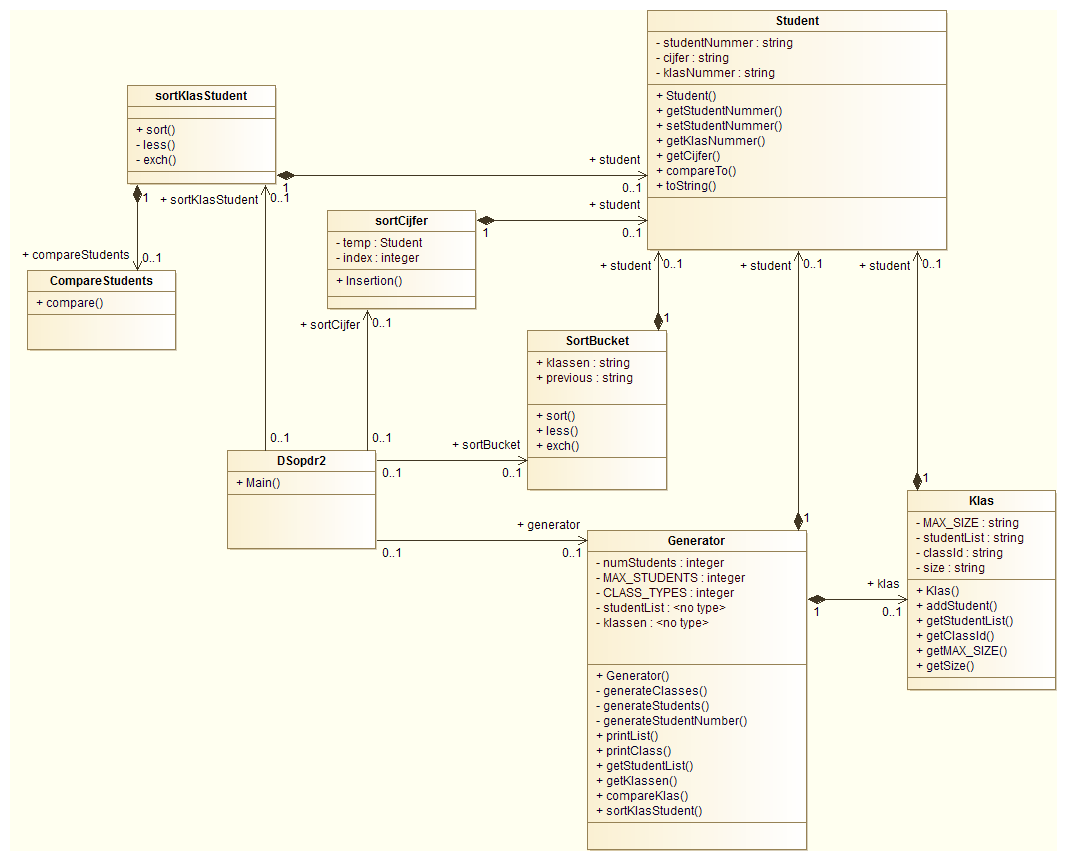 Student
- studentNummer : string
- cijfer : string
- klasNummer : string
+ Student()
+ getStudentNummer()
+ setStudentNummer()
+ getKlasNummer()
+ getCijfer()
+ compareTo()
+ toString()
sortKlasStudent
+ sort()
- less()
- exch()
1
+ student
0..1
1
+ compareStudents
0..1
+ sortKlasStudent
0..1
CompareStudents
+ compare()
sortCijfer
- temp : Student
- index : integer
+ Insertion()
1
+ student
0..1
+ sortCijfer
0..1
+ student
0..1
+ student
0..1
+ student
0..1
1
SortBucket
+ klassen : string
+ previous : string
+ sort()
+ less()
+ exch()
0..1
0..1
DSopdr2
+ Main()
+ sortBucket
0..1
0..1
+ generator
0..1
0..1
1
Generator
- numStudents : integer
- MAX_STUDENTS : integer
- CLASS_TYPES : integer
- studentList : <no type>
- klassen : <no type>
+ Generator()
- generateClasses()
- generateStudents()
- generateStudentNumber()
+ printList()
+ printClass()
+ getStudentList()
+ getKlassen()
+ compareKlas()
+ sortKlasStudent()
1
+ klas
0..1
1
Klas
- MAX_SIZE : string
- studentList : string
- classId : string
- size : string
+ Klas()
+ addStudent()
+ getStudentList()
+ getClassId()
+ getMAX_SIZE()
+ getSize()